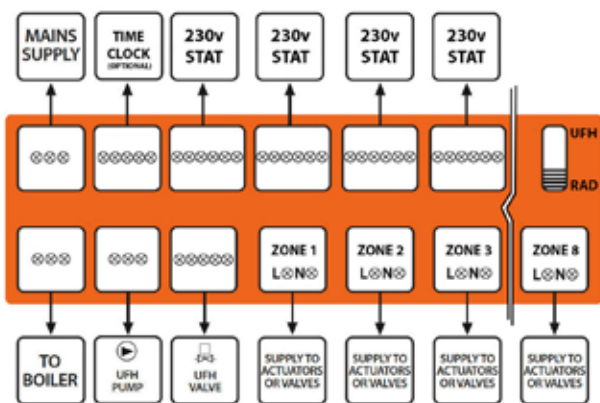 MAINS
SUPPLY
TIME
CLOCK
(OPTIONAL)
230v
STAT
230v
STAT
230v
STAT
230v
STAT
UFH
RAD
ZONE 1
L N
ZONE 2
L N
ZONE 3
L N
ZONE 8
L N
TO
BOILER
UFH
PUMP
UFH
VALVE
SUPPLY TO
ACTUATORS
OR VALVES
SUPPLY TO
ACTUATORS
OR VALVES
SUPPLY TO
ACTUATORS
OR VALVES
SUPPLY TO
ACTUATORS
OR VALVES